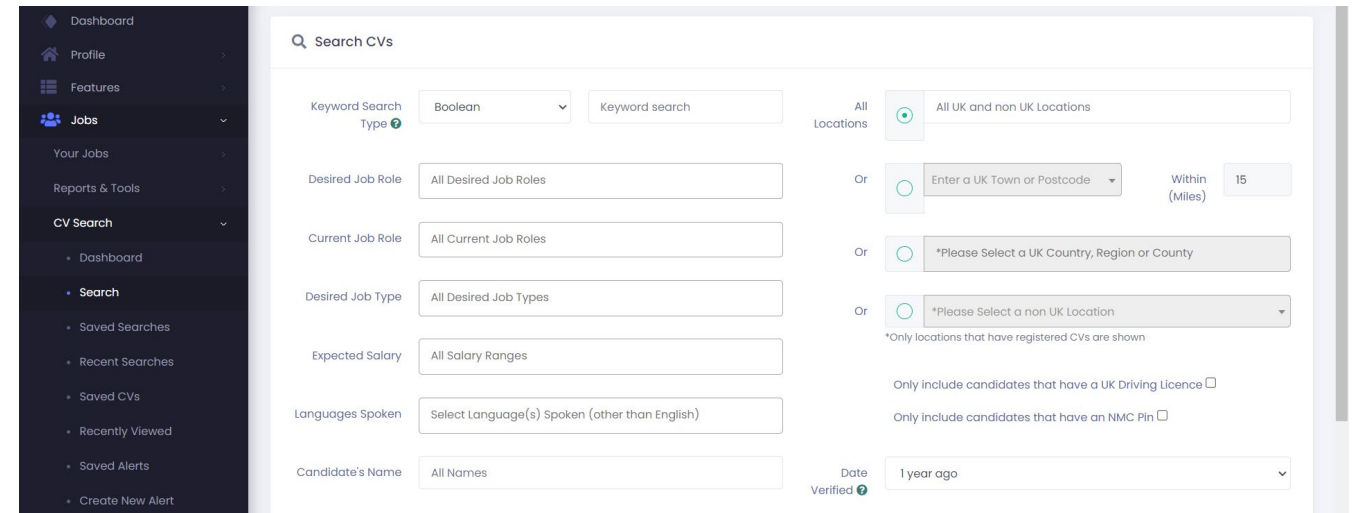 Dashboard
Profile
Features
Jobs
Your Jobs
Reports & Tools
CV Search
Dashboard
Search
Saved Searches
Recent Searches
Saved CVs
Recently Viewed
Saved Alerts
Create New Alert
Search CVs
Keyword Search
Type
Boolean
Keyword search
Desired Job Role
All Desired Job Roles
Current Job Role
All Current Job Roles
Desired Job Type
All Desired Job Types
Expected Salary
All Salary Ranges
Languages Spoken
Select Language(s) Spoken (other than English)
Candidate's Name
All Names
All
Locations
All UK and non UK Locations
Or
Enter a UK Town or Postcode
Within
(Miles)
15
Or
*Please Select a UK Country, Region or County
Or
*Please Select a non UK Location
*Only locations that have registered CVs are shown
Only include candidates that have a UK Driving Licence
Only include candidates that have an NMC Pin
Date
Verified
1 year ago